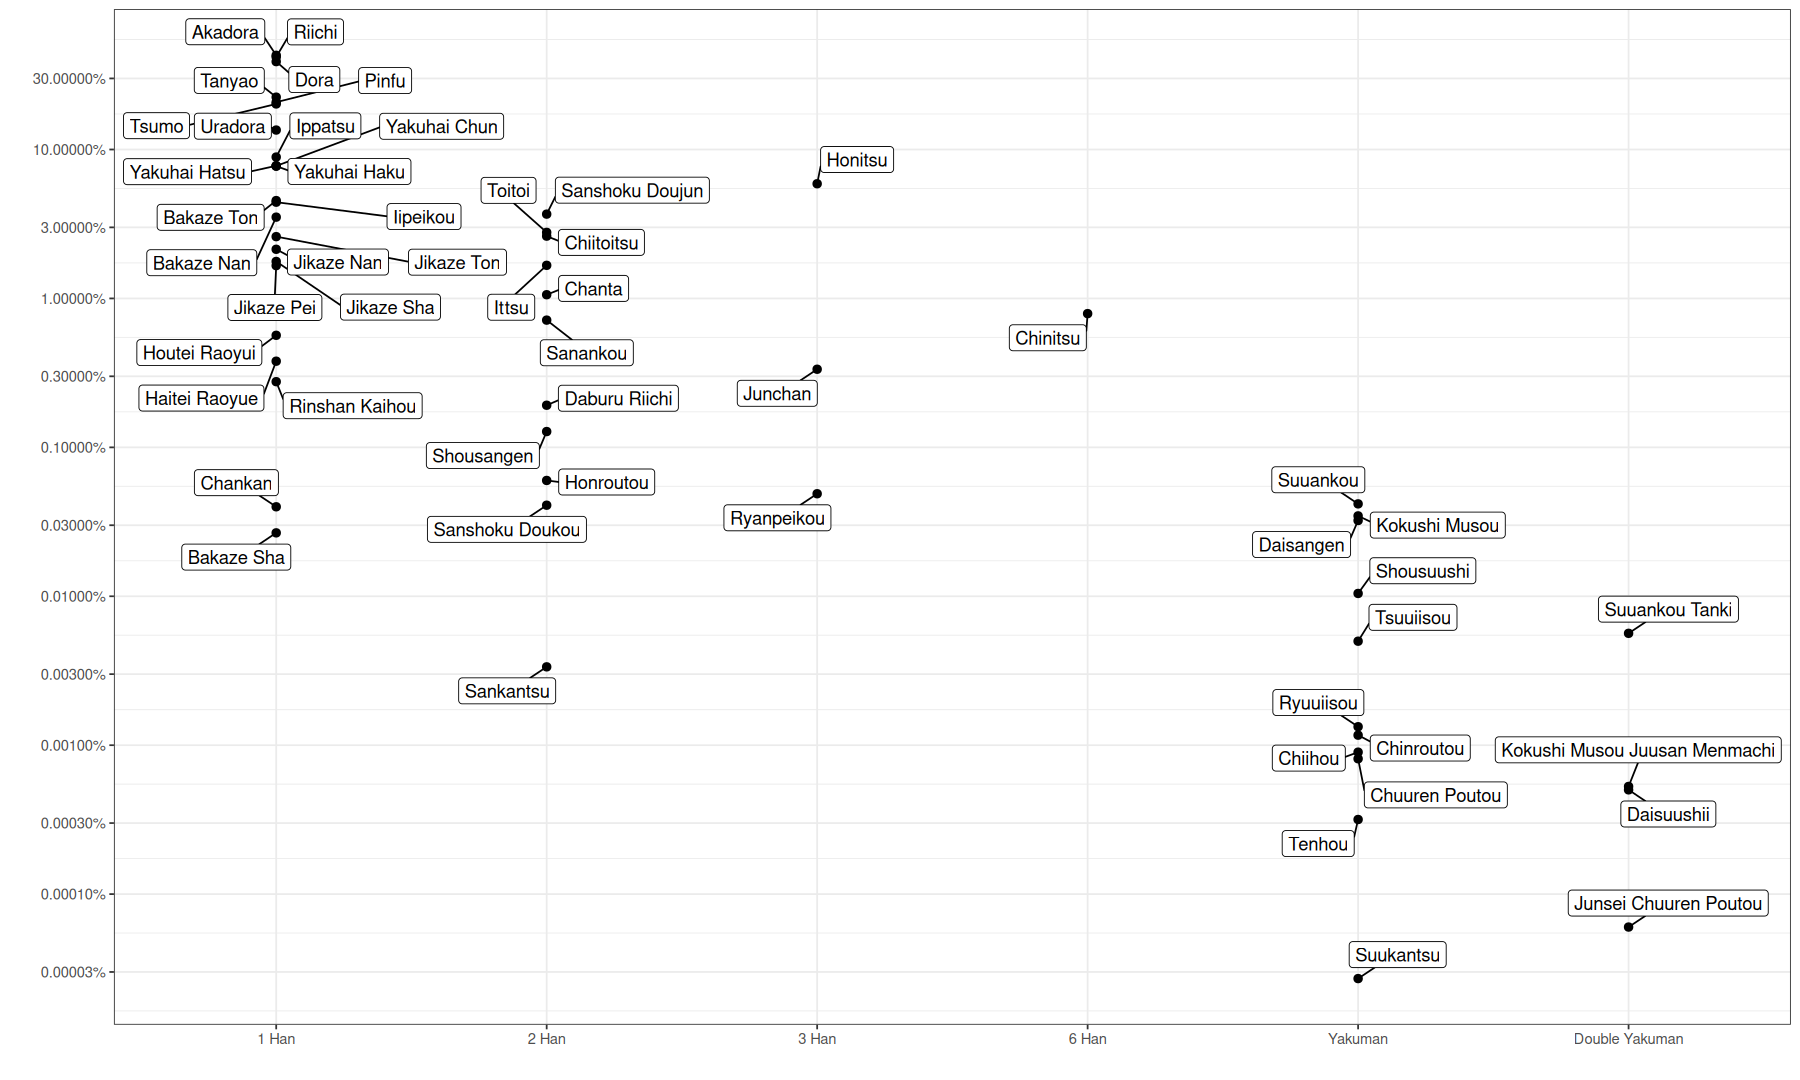 Akadora
Riichi
30.00000%
Tanyao
Dora
Pinfu
Tsumo
Uradora
Ippatsu
Yakuhai Chun
10.00000%
Honitsu
Yakuhai Hatsu
Yakuhai Haku
Toitoi
Sanshoku Doujun
Bakaze Ton
Iipeikou
3.00000%
Chiitoitsu
Bakaze Nan
Jikaze Nan
Jikaze Ton
Chanta
1.00000%
Jikaze Pei
Jikaze Sha
Ittsu
Chinitsu
Houtei Raoyui
Sanankou
0.30000%
Junchan
Haitei Raoyue
Rinshan Kaihou
Daburu Riichi
0.10000%
Shousangen
Chankan
Honroutou
Suuankou
Ryanpeikou
0.03000%
Sanshoku Doukou
Kokushi Musou
Daisangen
Bakaze Sha
Shousuushi
0.01000%
Suuankou Tanki
Tsuuiisou
0.00300%
Sankantsu
Ryuuiisou
0.00100%
Chinroutou
Kokushi Musou Juusan Menmachi
Chiihou
Chuuren Poutou
Daisuushii
0.00030%
Tenhou
0.00010%
Junsei Chuuren Poutou
Suukantsu
0.00003%
1 Han
2 Han
3 Han
6 Han
Yakuman
Double Yakuman